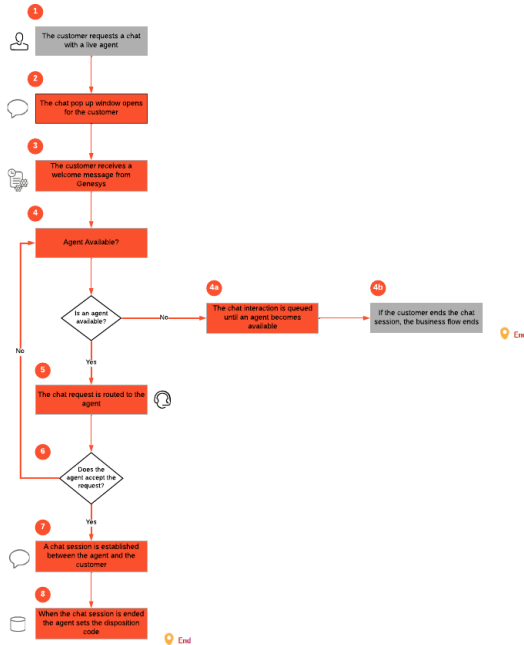 1
The customer requests a chat
with a live agent
2
The chat pop up window opens
for the customer
3
The customer receives a
welcome message from
Genesys
4
Agent Available?
Is an agent
available?
No
4a
The chat interaction is queued
until an agent becomes
available
4b
If the customer ends the chat
session, the business flow ends
End
Yes
No
5
The chat request is routed to the
agent
6
Does the
agent accept the
request?
Yes
7
A chat session is established
between the agent and the
customer
8
When the chat session is ended
the agent sets the disposition
code
End